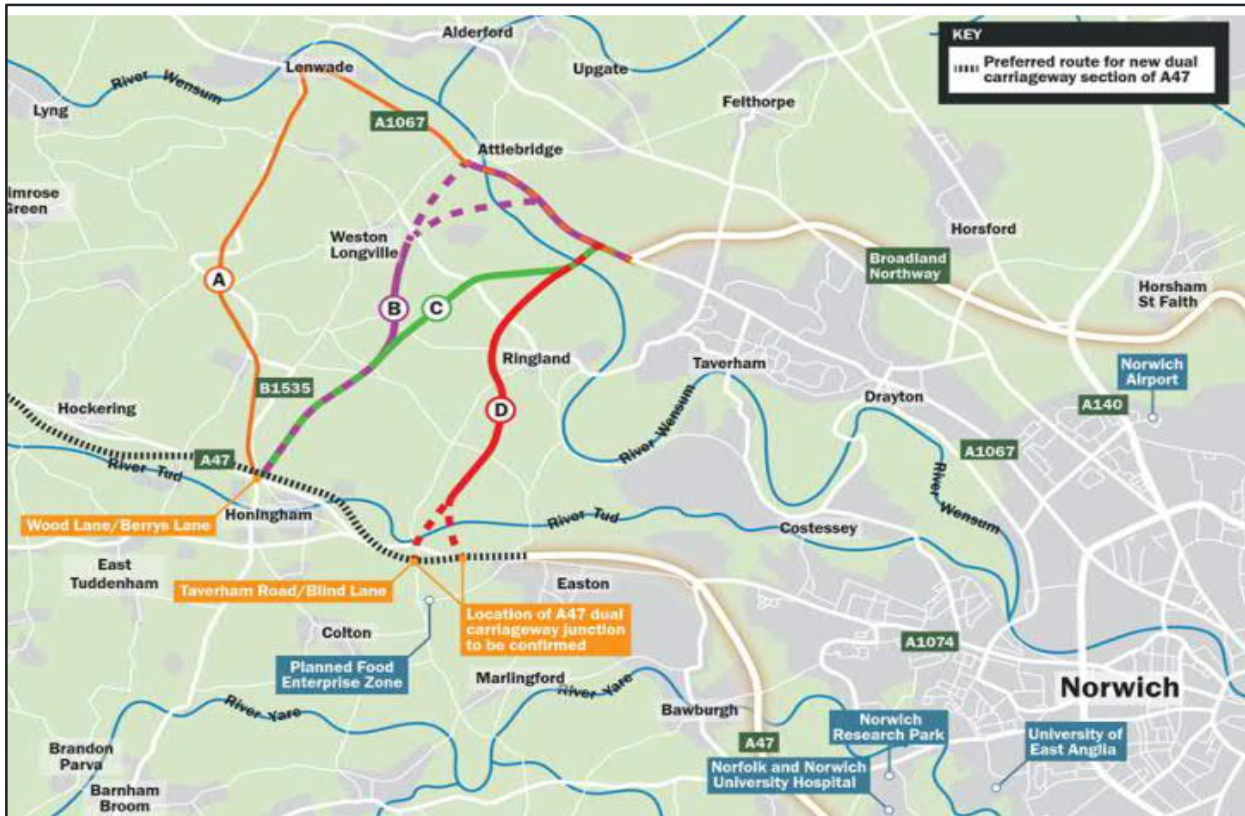 KEY
Preferred route for new dual
carriageway section of A47
Alderford
Upgate
Lenwade
River Wensum
Lyng
Felthorpe
A1067
Attlebridge
imrose
Green
Weston
Longville
Horsford
Broadland
Northway
Horsham
St Faith
A
B
C
Ringland
Taverham
Norwich
Airport
B1535
Drayton
A140
Hockering
D
River Wensum
A1067
A47
River Tud
River Wensum
Wood Lane/Berrys Lane
Honingham
River Tud
Costessey
East
Tuddenham
Taverham Road/Blind Lane
Easton
Location of A47 dual
carriageway junction
to be confirmed
Colton
A1074
Planned Food
Enterprise Zone
Marlingford
River Yare
Norwich
River Yare
Bawburgh
Norwich
Research Park
University of
East Anglia
Brandon
Parva
A47
Norfolk and Norwich
University Hospital
Barnham
Broom